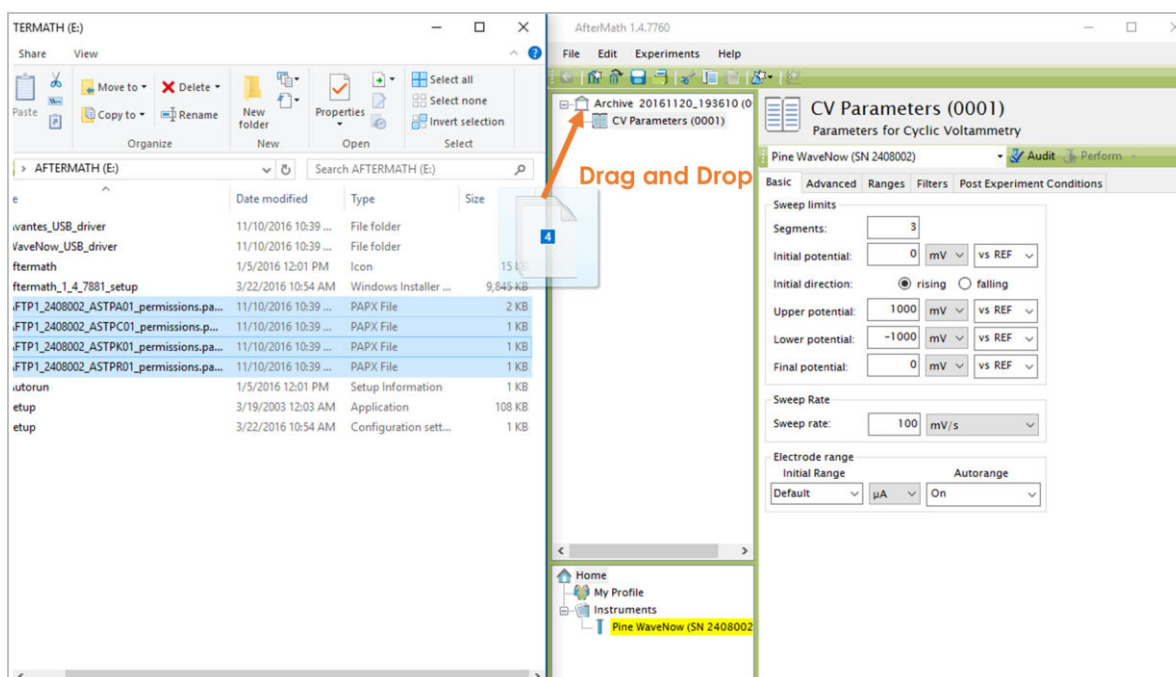 TERMATH (E:)
Share View
Paste
Move to
Copy to
Delete
Rename
New folder
Properties
Select all
Select none
Invert selection
Organize New Open Select
> AFTERMATH (E:)
Search AFTERMATH (E:)
e Date modified Type Size
vantes_USB_driver 11/10/2016 10:39 ... File folder
VaveNow_USB_driver 11/10/2016 10:39 ... File folder
ftermath 1/5/2016 12:01 PM Icon 15
ftermath_1_4_7881_setup 3/22/2016 10:54 AM Windows Installer ... 9,845 KB
FTP1_2408002_ASTPA01_permissions.pa... 11/10/2016 10:39 ... PAPX File 2 KB
FTP1_2408002_ASTPC01_permissions.p... 11/10/2016 10:39 ... PAPX File 1 KB
FTP1_2408002_ASTPK01_permissions.pa... 11/10/2016 10:39 ... PAPX File 1 KB
FTP1_2408002_ASTPR01_permissions.pa... 11/10/2016 10:39 ... PAPX File 1 KB
utorun 1/5/2016 12:01 PM Setup Information 1 KB
etup 3/19/2003 12:03 AM Application 108 KB
etup 3/22/2016 10:54 AM Configuration sett... 1 KB
4
Drag and Drop
AfterMath 1.4.7760
File Edit Experiments Help
Archive 20161120_193610 (0
CV Parameters (0001)
Home
My Profile
Instruments
Pine WaveNow (SN 2408002
CV Parameters (0001)
Parameters for Cyclic Voltammetry
Pine WaveNow (SN 2408002) Audit Perform
Basic Advanced Ranges Filters Post Experiment Conditions
Sweep limits
Segments: 3
Initial potential: 0 mV vs REF
Initial direction: rising falling
Upper potential: 1000 mV vs REF
Lower potential: -1000 mV vs REF
Final potential: 0 mV vs REF
Sweep Rate
Sweep rate: 100 mV/s
Electrode range
Initial Range Autorange
Default µA On